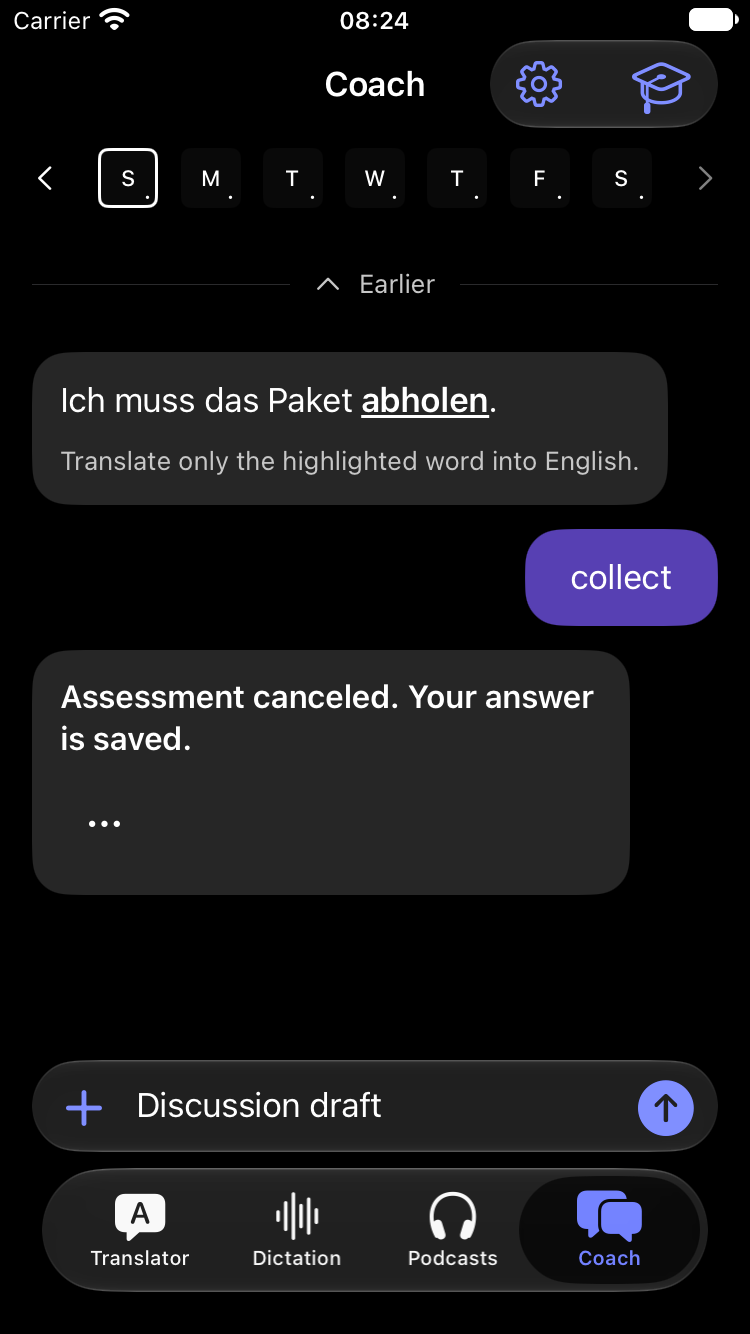 Carrier 08:24
Coach
S M T W T F S
Earlier
Ich muss das Paket abholen.
Translate only the highlighted word into English.
collect
Assessment canceled. Your answer
is saved.
...
Discussion draft
A
Translator Dictation Podcasts Coach